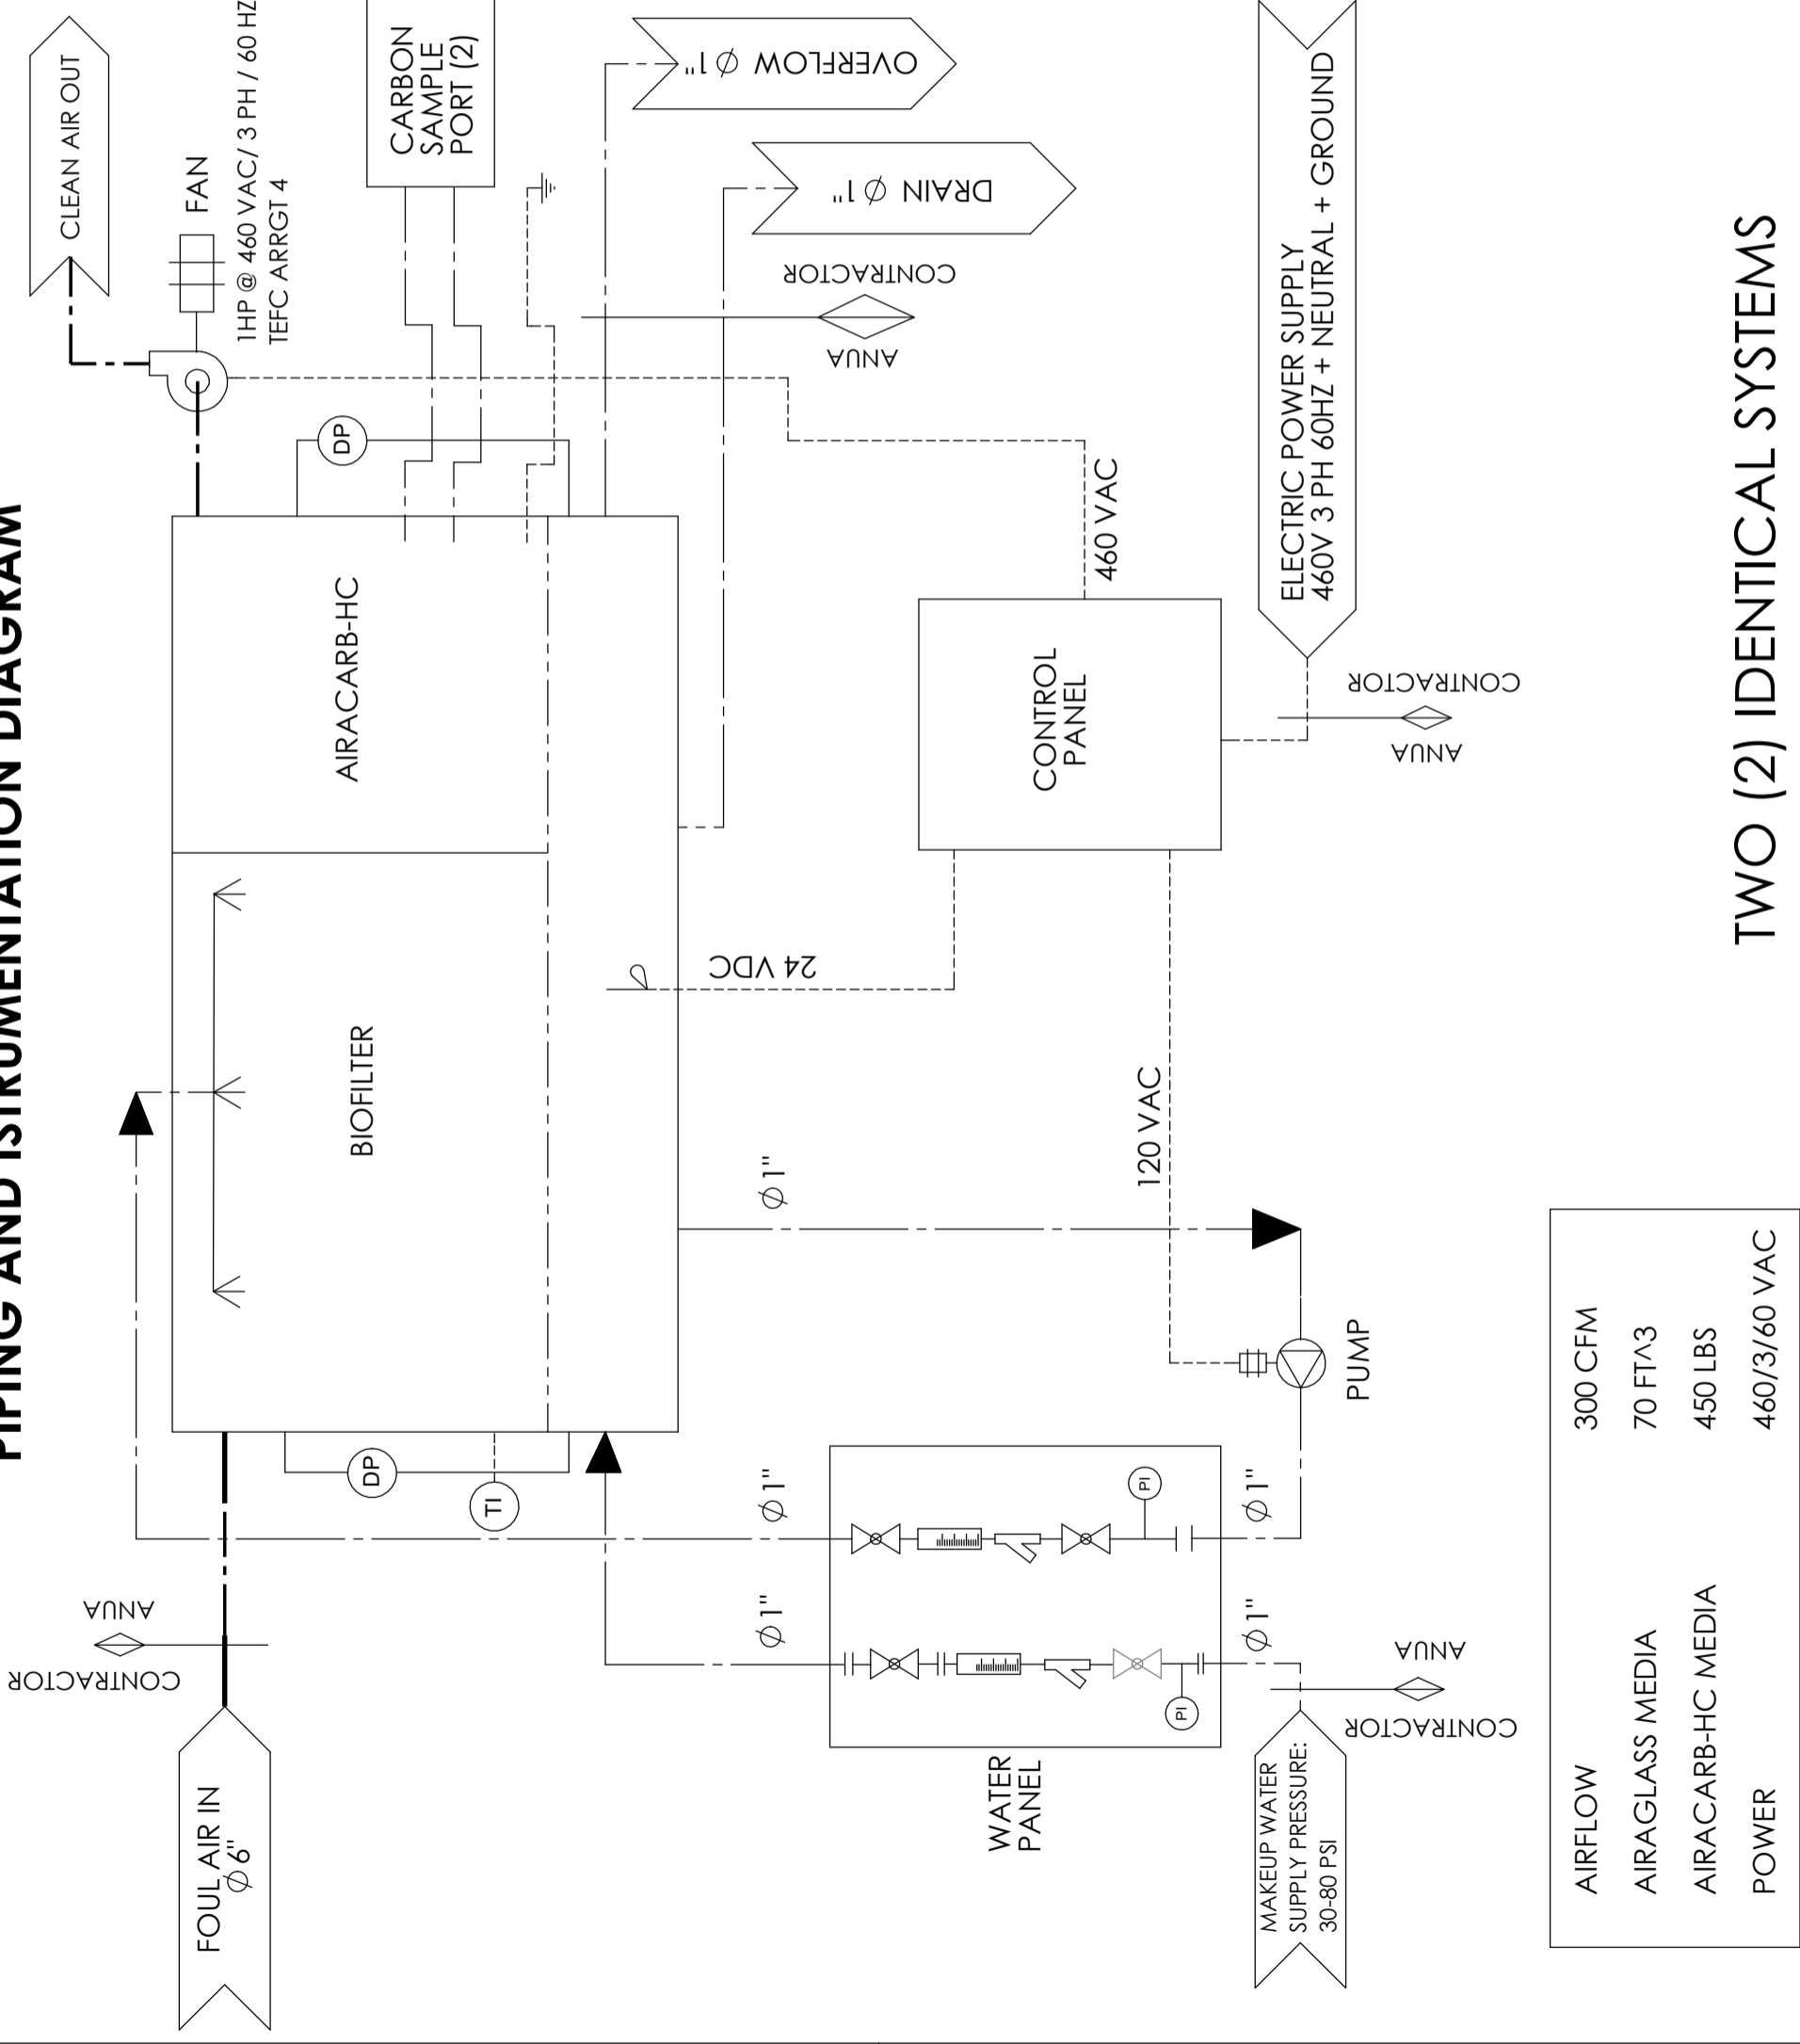 PIPING AND ISTRUMENTATION DIAGRAM
CLEAN AIR OUT
FAN
1HP @ 460 VAC/ 3 PH / 60 HZ
TEFC ARRGT 4
CARBON
SAMPLE
PORT (2)
OVERFLOW Ø 1"
DRAIN Ø 1"
CONTRACTOR
ANUA
FOUL AIR IN
Ø 6"
CONTRACTOR
ANUA
DP
TI
BIOFILTER
AIRACARB-HC
DP
24 VDC
460 VAC
CONTROL
PANEL
ELECTRIC POWER SUPPLY
460V 3 PH 60HZ + NEUTRAL + GROUND
CONTRACTOR
ANUA
120 VAC
Ø 1"
Ø 1"
Ø 1"
PI
PI
WATER
PANEL
Ø 1"
Ø 1"
PUMP
MAKEUP WATER
SUPPLY PRESSURE:
30-80 PSI
CONTRACTOR
ANUA
AIRFLOW 300 CFM
AIRAGLASS MEDIA 70 FT^3
AIRACARB-HC MEDIA 450 LBS
POWER 460/3/60 VAC
TWO (2) IDENTICAL SYSTEMS